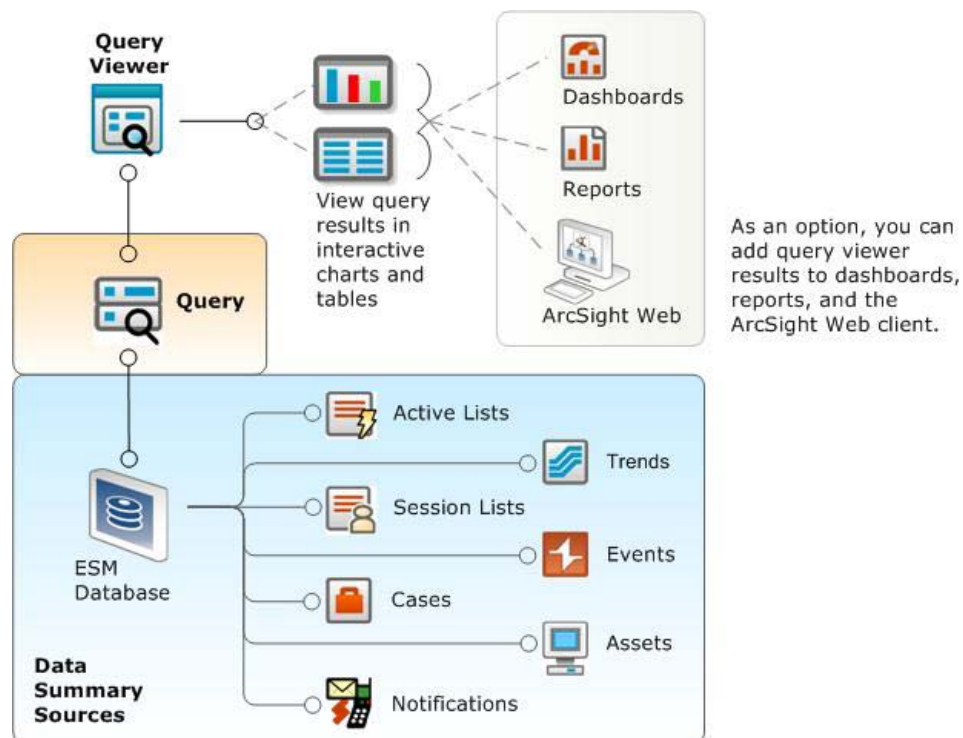 Query
Viewer
View query
results in
interactive
charts and
tables
Dashboards
Reports
ArcSight Web
As an option, you can
add query viewer
results to dashboards,
reports, and the
ArcSight Web client.
Query
ESM
Database
Active Lists
Trends
Session Lists
Events
Cases
Assets
Notifications
Data
Summary
Sources